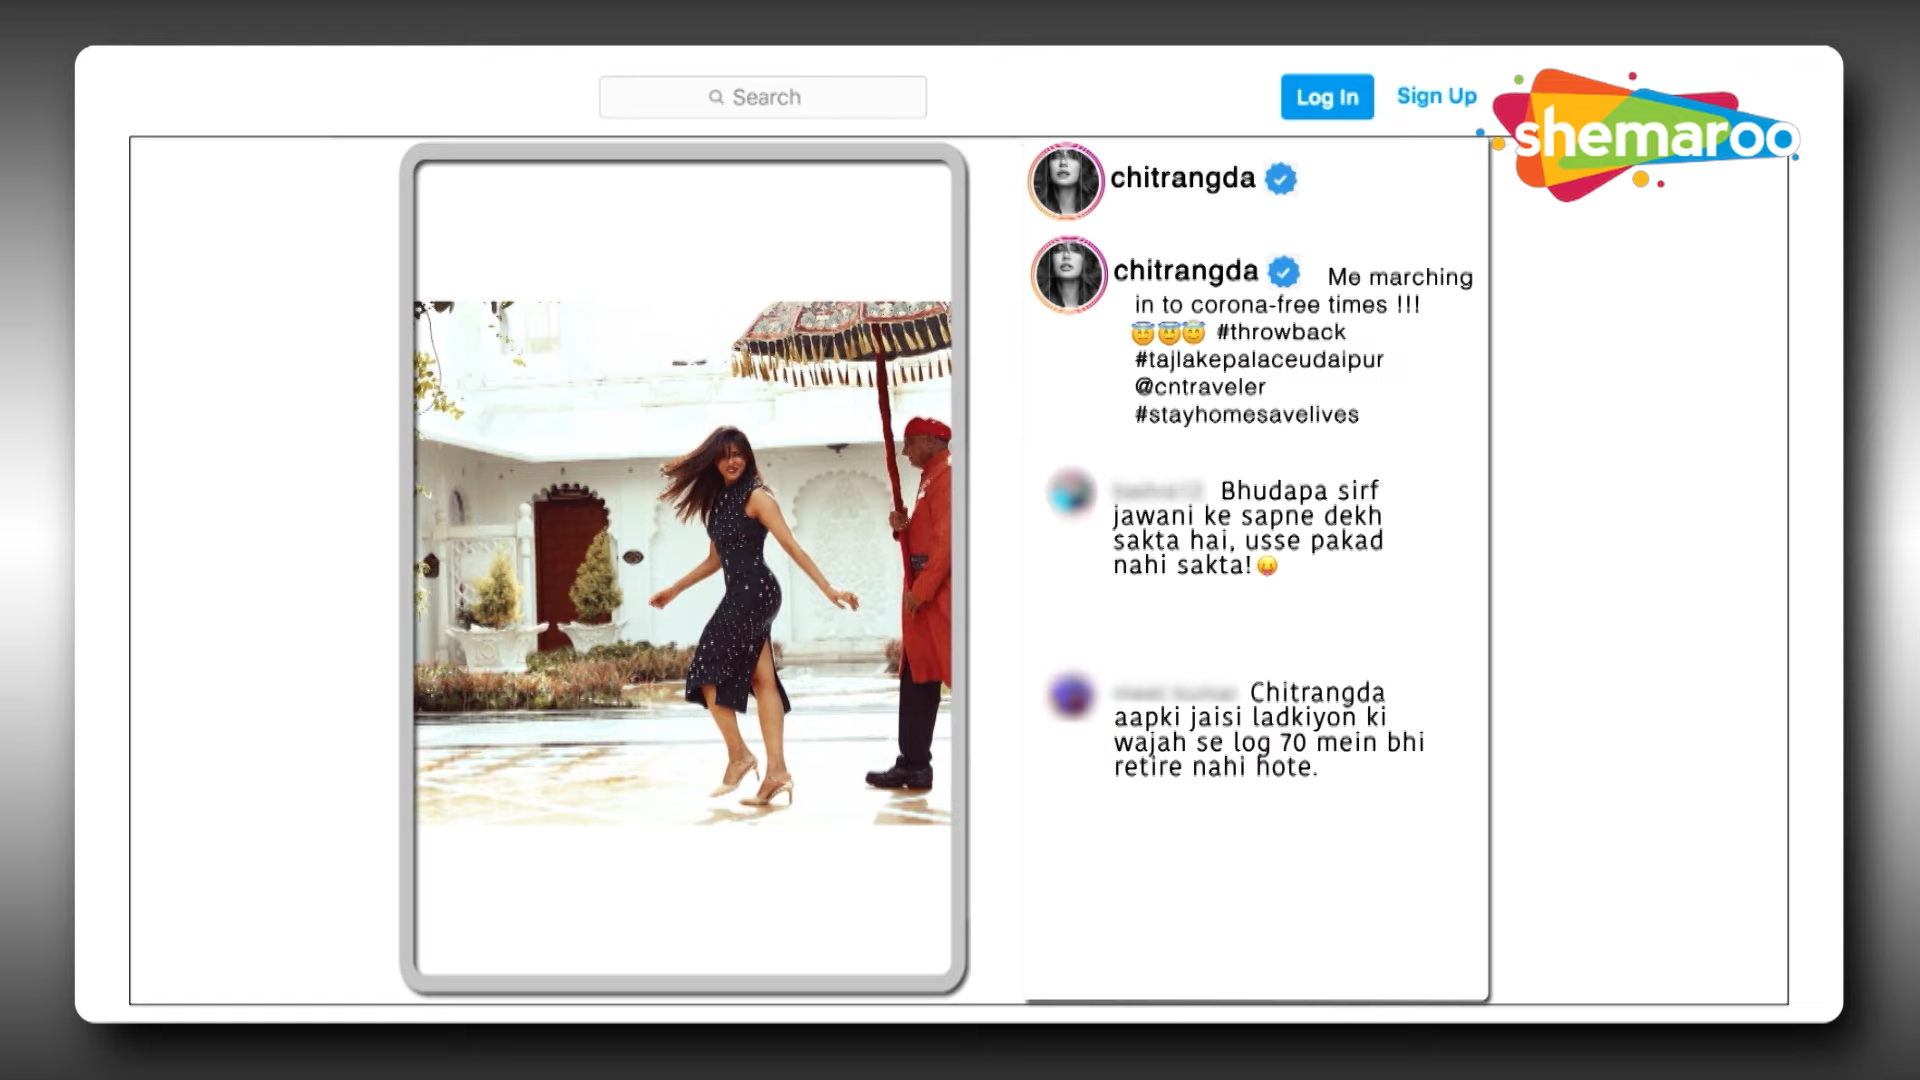 Search
Log In
Sign Up
shemaroo
chitrangda
chitrangda Me marching
in to corona-free times !!!
😇😇😇 #throwback
#tajlakepalaceudaipur
@cntraveler
#stayhomesavelives
Bhudapa sirf
jawani ke sapne dekh
sakta hai, usse pakad
nahi sakta!😛
Chitrangda
aapki jaisi ladkiyon ki
wajah se log 70 mein bhi
retire nahi hote.